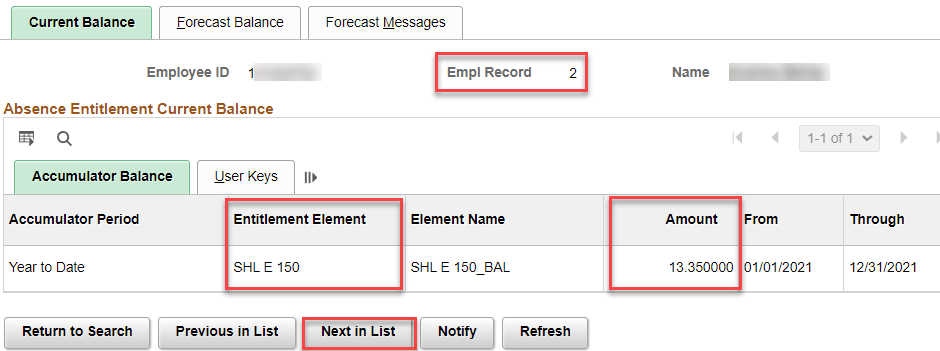 Current Balance Forecast Balance Forecast Messages
Employee ID 1 Empl Record 2 Name
Absence Entitlement Current Balance
1-1 of 1
Accumulator Balance User Keys
Accumulator Period Entitlement Element Element Name Amount From Through
Year to Date SHL E 150 SHL E 150_BAL 13.350000 01/01/2021 12/31/2021
Return to Search Previous in List Next in List Notify Refresh